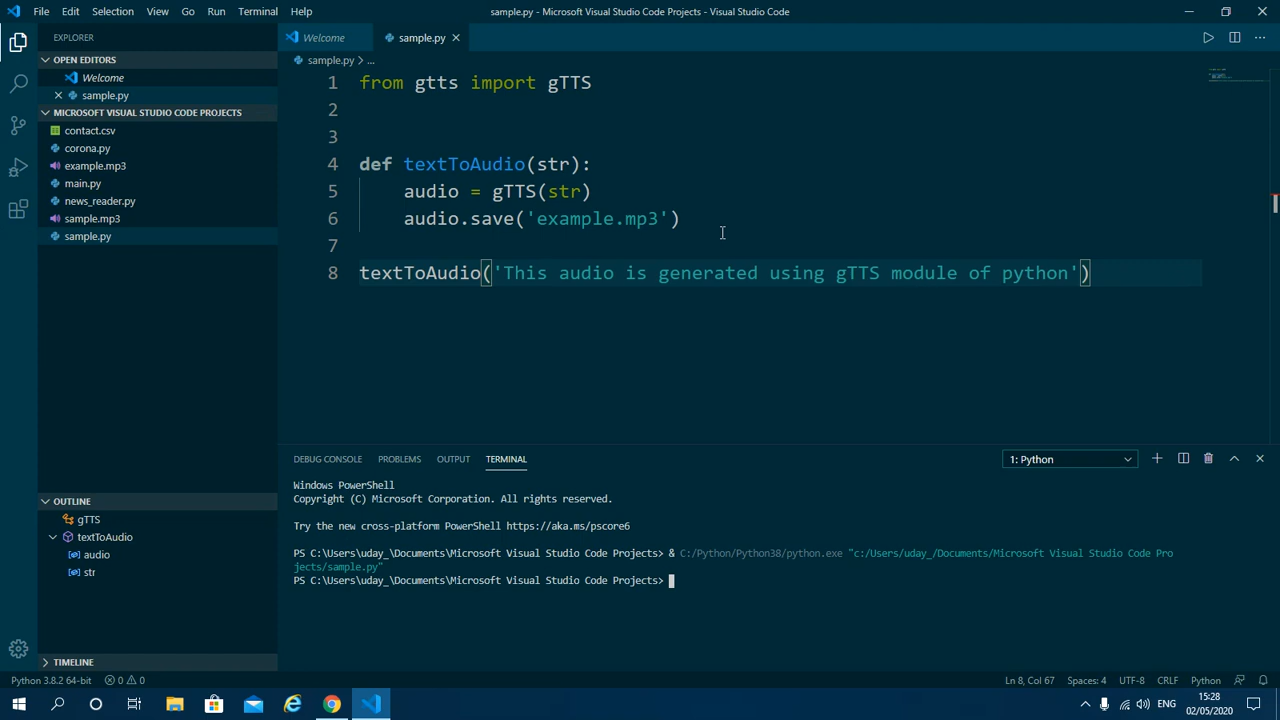 File Edit Selection View Go Run Terminal Help
sample.py - Microsoft Visual Studio Code Projects - Visual Studio Code
EXPLORER
OPEN EDITORS
Welcome
sample.py
MICROSOFT VISUAL STUDIO CODE PROJECTS
contact.csv
corona.py
example.mp3
main.py
news_reader.py
sample.mp3
sample.py
OUTLINE
gTTS
textToAudio
audio
str
TIMELINE
Welcome
sample.py
sample.py > ...
1 from gtts import gTTS
2
3
4 def textToAudio(str):
5 audio = gTTS(str)
6 audio.save('example.mp3')
7
8 textToAudio('This audio is generated using gTTS module of python')
DEBUG CONSOLE PROBLEMS OUTPUT TERMINAL
1: Python
Windows PowerShell
Copyright (C) Microsoft Corporation. All rights reserved.
Try the new cross-platform PowerShell https://aka.ms/pscore6
PS C:\Users\uday_\Documents\Microsoft Visual Studio Code Projects> & C:/Python/Python38/python.exe "c:/Users/uday_/Documents/Microsoft Visual Studio Code Pro
jects/sample.py"
PS C:\Users\uday_\Documents\Microsoft Visual Studio Code Projects>
Python 3.8.2 64-bit 0 0
Ln 8, Col 67 Spaces: 4 UTF-8 CRLF Python
ENG
15:28
02/05/2020